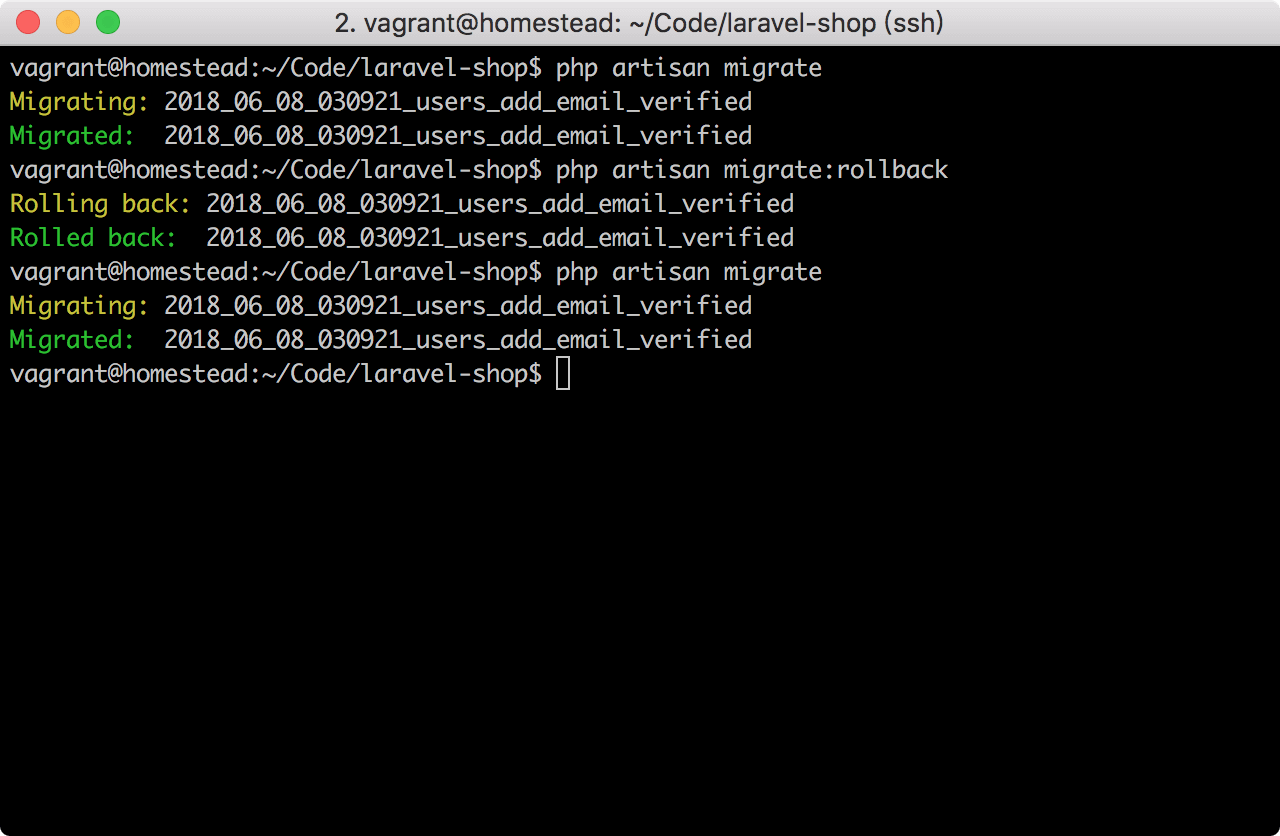 2. vagrant@homestead: ~/Code/laravel-shop (ssh)
vagrant@homestead:~/Code/laravel-shop$ php artisan migrate
Migrating: 2018_06_08_030921_users_add_email_verified
Migrated:  2018_06_08_030921_users_add_email_verified
vagrant@homestead:~/Code/laravel-shop$ php artisan migrate:rollback
Rolling back: 2018_06_08_030921_users_add_email_verified
Rolled back:  2018_06_08_030921_users_add_email_verified
vagrant@homestead:~/Code/laravel-shop$ php artisan migrate
Migrating: 2018_06_08_030921_users_add_email_verified
Migrated:  2018_06_08_030921_users_add_email_verified
vagrant@homestead:~/Code/laravel-shop$